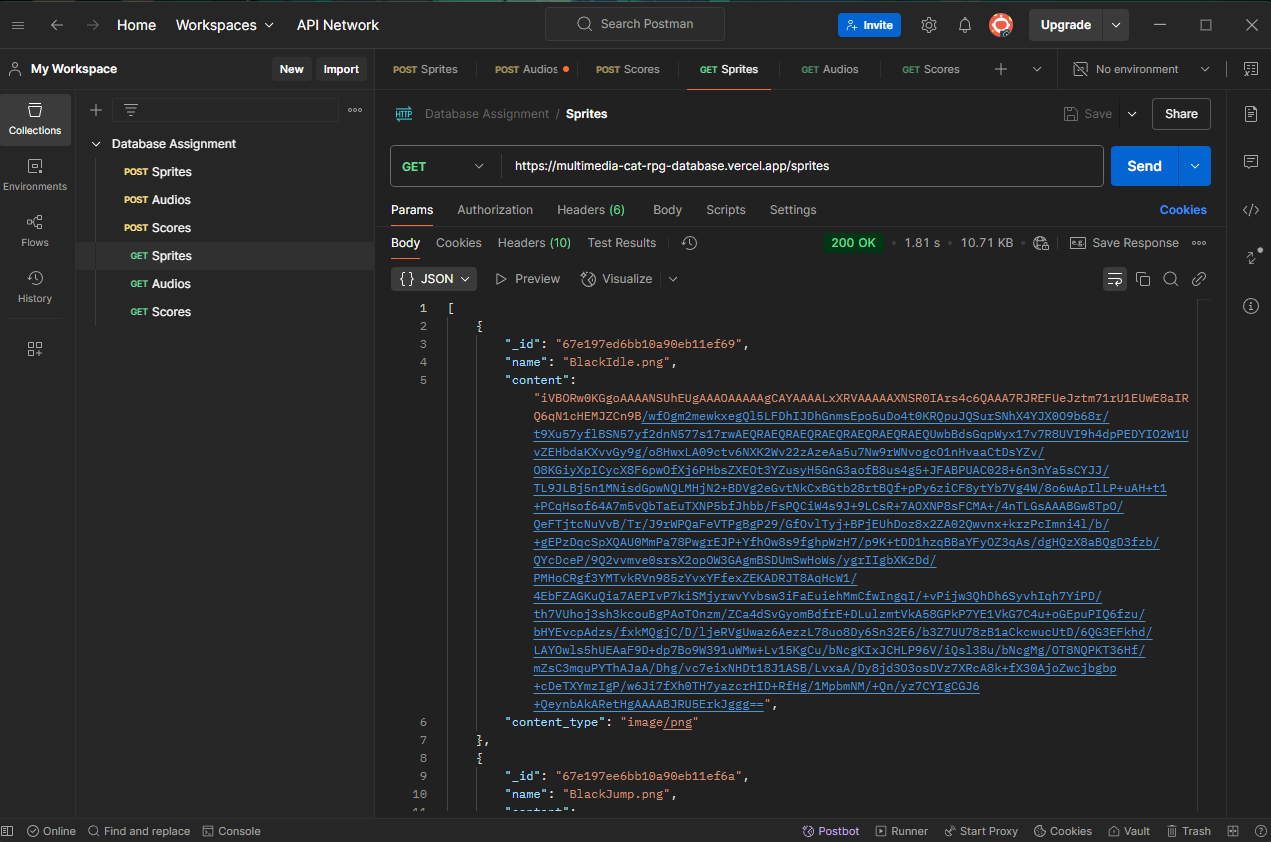 Home
Workspaces
API Network
Search Postman
Invite
Upgrade
My Workspace
New
Import
POST Sprites
POST Audios
POST Scores
GET Sprites
GET Audios
GET Scores
No environment
Collections
Environments
Flows
History
Database Assignment
POST Sprites
POST Audios
POST Scores
GET Sprites
GET Audios
GET Scores
HTTP Database Assignment / Sprites
Save
Share
GET
https://multimedia-cat-rpg-database.vercel.app/sprites
Send
Params Authorization Headers (6) Body Scripts Settings
Cookies
Body Cookies Headers (10) Test Results
200 OK • 1.81 s • 10.71 KB
e.g. Save Response
{} JSON
Preview
Visualize
1 [
2 {
3 "_id": "67e197ed6bb10a90eb11ef69",
4 "name": "BlackIdle.png",
5 "content":
"iVBORw0KGgoAAAANSUhEUgAAAOAAAAAgCAYAAAALxXRVAAAAAXNSR0IArs4c6QAAA7RJREFUeJztm71rU1EUwE8aIR
Q6qN1cHEMJZCn9B/wfOgm2mewkxegQl5LFDhIJDhGnmsEpo5uDo4t0KRQpuJQSurSNhX4YJX0O9b68r/
t9Xu57yflBSN57yf2dnN577s17rwAEQRAEQRAEQRAEQRAEQRAEQRAEQUwbBdsGqpWyx17v7R8UVI9h4dpPEDYIO2W1U
vZEHbdaKXvvGy9g/o8HwxLA09ctv6NXK2Wv22zAzeAa5u7Nw9rWNvogcO1nHvaaCtDsYZv/
O8KGiyXpICycX8F6pwOfXj6PHbsZXEOt3YZusyH5GnG3aofB8us4g5+JFABPUAC028+6n3nYa5sCYJJ/
TL9JLBj5n1MNisdGpwNQLMHjN2+BDVg2eGvtNkCxBGtb28rtBQf+pPy6ziCF8ytYb7Vg4W/8o6wApIlLP+uAH+t1
+PCqHsof64A7m5vQbTaEuTXNP5bfJhbb/FsPQCiW4s9J+9LCsR+7AOXNP8sFCMA+/4nTLGsAAABGw8TpO/
QeFTjtcNuVvB/Tr/J9rWPQaFeVTPgBgP29/GfOvlTyj+BPjEUhDoz8x2ZA02Qwvnx+krzPcImni4l/b/
+gEPzDqcSpXQAU0MmPa78PwgrEJP+YfhOw8s9fghpWzH7/p9K+tDD1hzqBBaYFyOZ3qAs/dgHQzX8aBQgD3fzb/
QYcDceP/9Q2vvmve0srsX2opOW3GAgmBSDUmSwHoWs/ygrIIgbXKzDd/
PMHoCRgf3YMTvkRVn985zYvxYFfexZEKADRJT8AqHcW1/
4EbFZAGKuQia7AEPIvP7kiSMjyrwvYvbsw3iFaEuiehMmCfwIngqI/+vPijw3QhDh6SyvhIqh7YiPD/
th7VUhoj3sh3kcouBgPAoTOnzm/ZCa4dSvGyomBdfrE+DLulzmtVkA58GPkP7YE1VkG7C4u+oGEpuPIQ6fzu/
bHYEvcpAdzs/fxkMQgjC/D/ljeRVgUwaz6AezzL78uo8Dy6Sn32E6/b3Z7UU78zB1aCkcwucUtD/6QG3EFkhd/
LAYOwls5hUEAaF9D+dp7Bo9W391uWMw+Lv15KgCu/bNcgKIxJCHLP96V/iQsl38u/bNcgMg/OT8NQPKT36Hf/
mZsC3mquPYThAJaA/Dhg/vc7eixNHDt18J1ASB/LvxaA/Dy8jd3O3osDVz7XRcA8k+fX30AjoZwcjbgbp
+cDeTXYmzIgP/w6Ji7fXh0TH7yazcrHID+RfHg/1MpbmNM/+Qn/yz7CYIgCGJ6
+QeynbAkARetHgAAAABJRU5ErkJggg==",
6 "content_type": "image/png"
7 },
8 {
9 "_id": "67e197ee6bb10a90eb11ef6a",
10 "name": "BlackJump.png",
11 "content":
Online
Find and replace
Console
Postbot
Runner
Start Proxy
Cookies
Vault
Trash